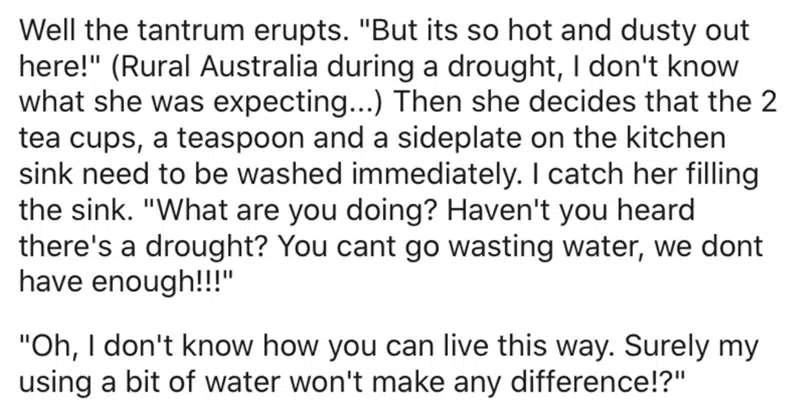 Well the tantrum erupts. "But its so hot and dusty out
here!" (Rural Australia during a drought, I don't know
what she was expecting...) Then she decides that the 2
tea cups, a teaspoon and a sideplate on the kitchen
sink need to be washed immediately. I catch her filling
the sink. "What are you doing? Haven't you heard
there's a drought? You cant go wasting water, we dont
have enough!!!"
"Oh, I don't know how you can live this way. Surely my
using a bit of water won't make any difference!?"